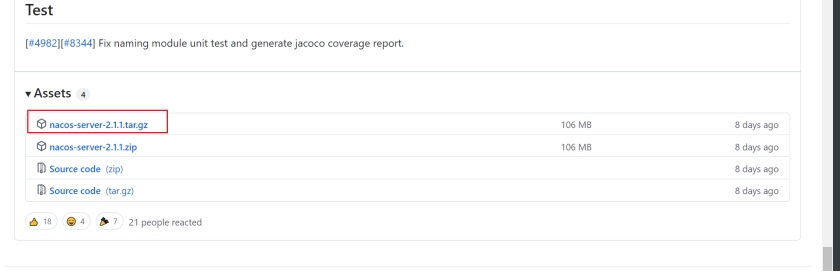 Test
[#4982][#8344] Fix naming module unit test and generate jacoco coverage report.
Assets 4
nacos-server-2.1.1.tar.gz 106 MB 8 days ago
nacos-server-2.1.1.zip 106 MB 8 days ago
Source code (zip) 8 days ago
Source code (tar.gz) 8 days ago
18 4 7 21 people reacted